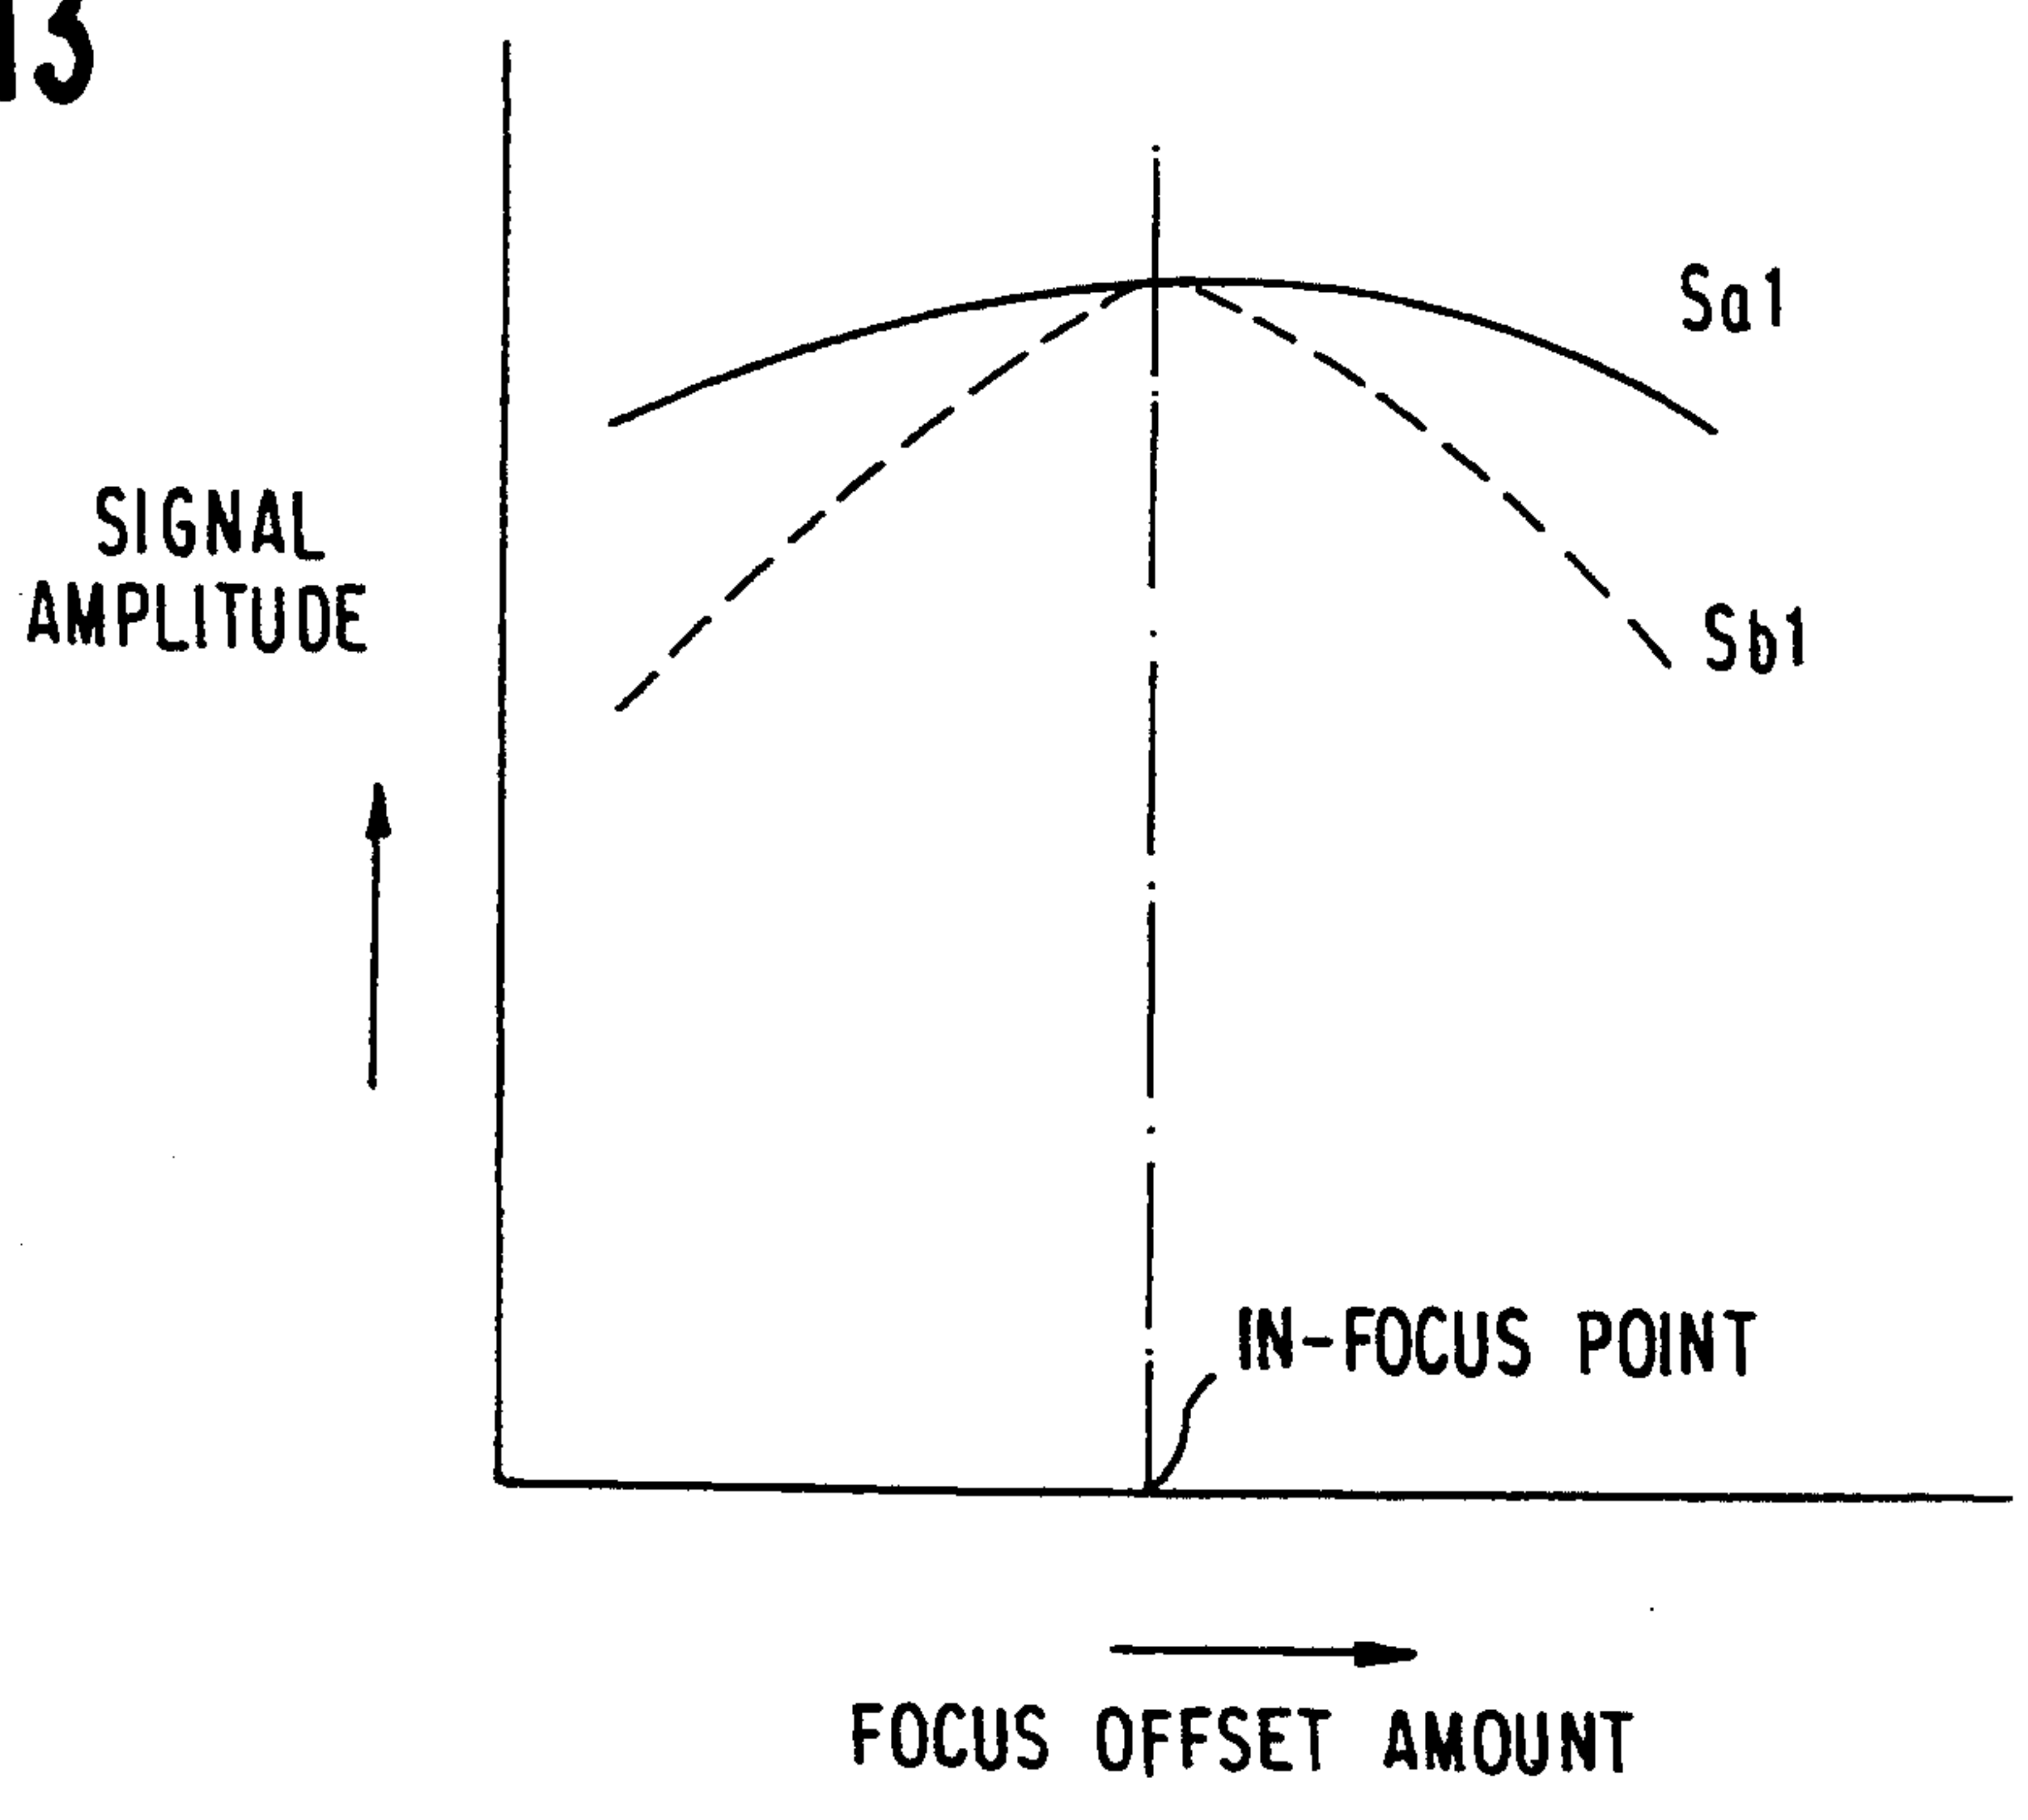 13
Sa1
SIGNAL
AMPLITUDE
Sb1
IN-FOCUS POINT
FOCUS OFFSET AMOUNT